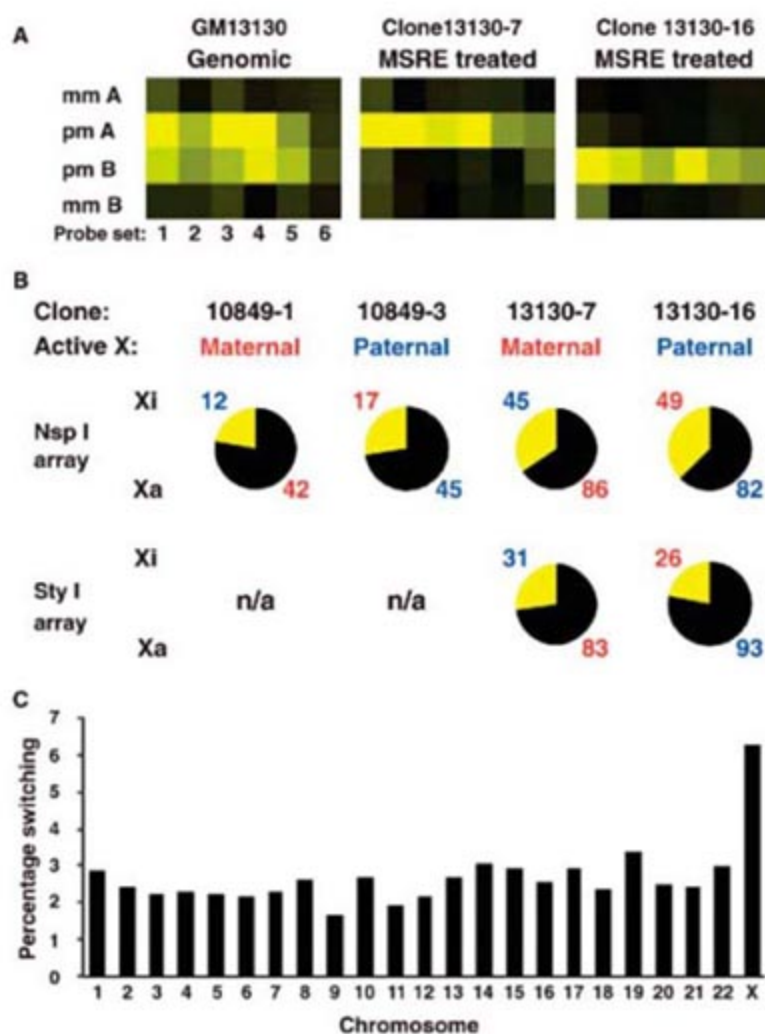 A
GM13130 Clone13130-7 Clone 13130-16
Genomic MSRE treated MSRE treated
mm A
pm A
pm B
mm B
Probe set: 1 2 3 4 5 6
B
Clone: 10849-1 10849-3 13130-7 13130-16
Active X: Maternal Paternal Maternal Paternal
Xi 12 17 45 49
Nsp I
array
Xa 42 45 86 82
Xi 31 26
Sty I
array
n/a n/a
Xa 83 93
C
Percentage switching
7
6
5
4
3
2
1
0
1 2 3 4 5 6 7 8 9 10 11 12 13 14 15 16 17 18 19 20 21 22 X
Chromosome